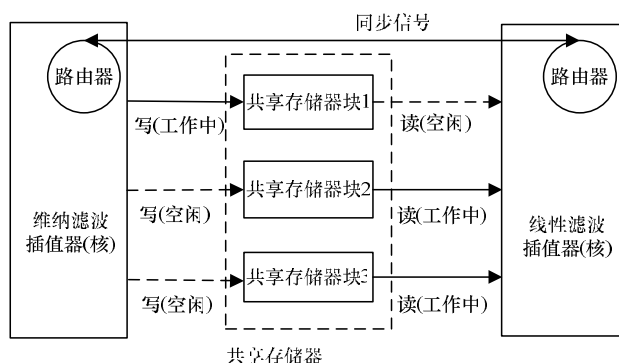 同步信号
路由器
路由器
共享存储器块1
写(工作中)
读(空闲)
共享存储器块2
写(空闲)
读(工作中)
维纳滤波
插值器(核)
线性滤波
插值器(核)
共享存储器块3
写(空闲)
读(工作中)
共享存储器